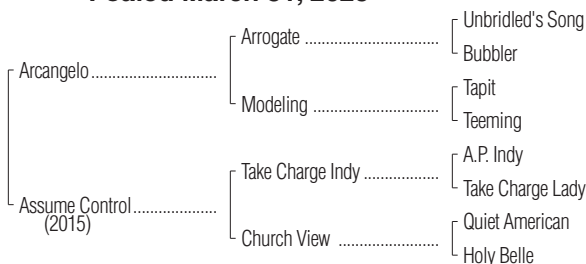 Foaled March 31, 2025
Unbridled's Song
Arrogate
Bubbler
Arcangelo
Tapit
Modeling
Teeming
A.P. Indy
Take Charge Indy
Take Charge Lady
Assume Control
(2015)
Quiet American
Church View
Holy Belle